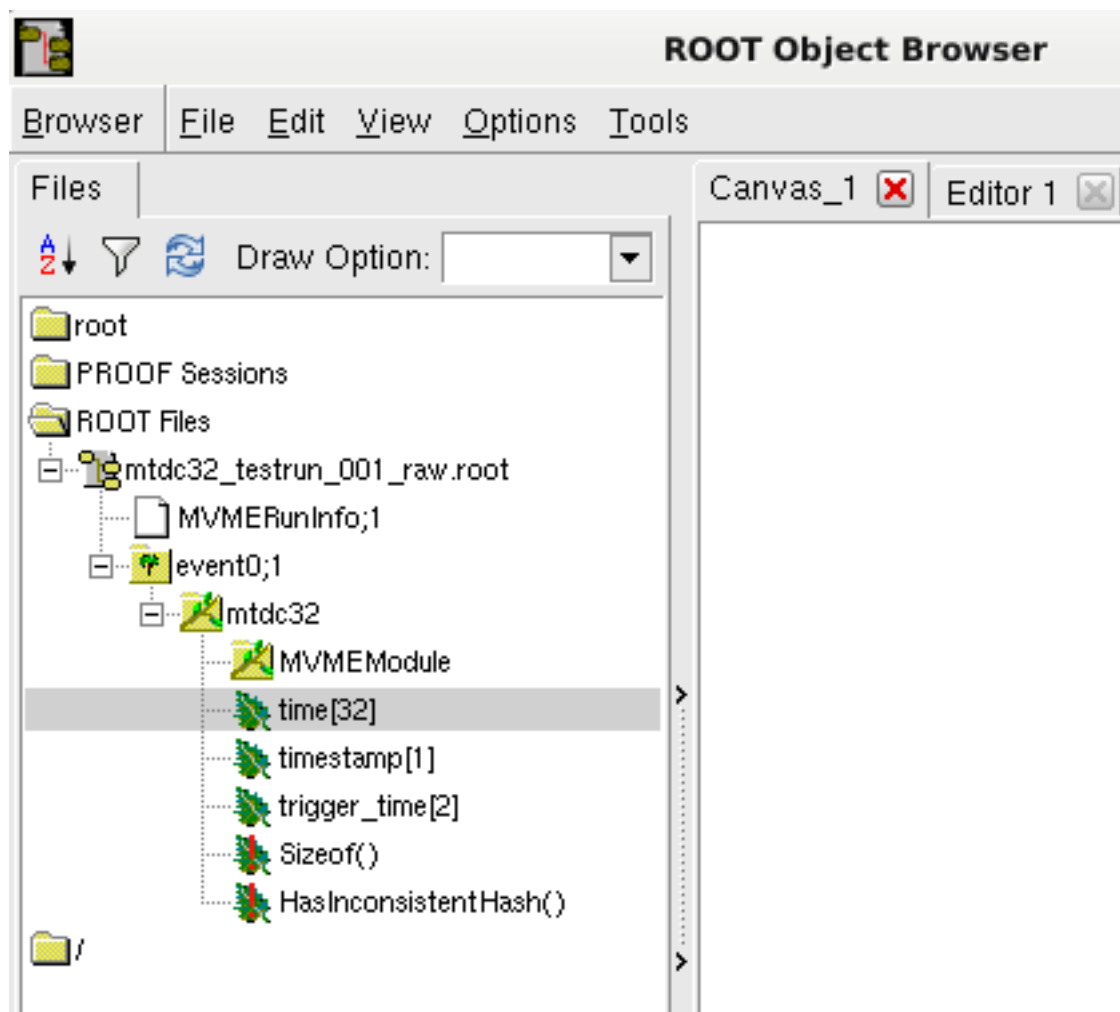 ROOT Object Browser
Browser File Edit View Options Tools
Files
Canvas_1 Editor 1
Draw Option:
root
PROOF Sessions
ROOT Files
mtdc32_testrun_001_raw.root
MVMERunInfo;1
event0;1
mtdc32
MVMEModule
time[32]
timestamp[1]
trigger_time[2]
Sizeof()
HasInconsistentHash()
/